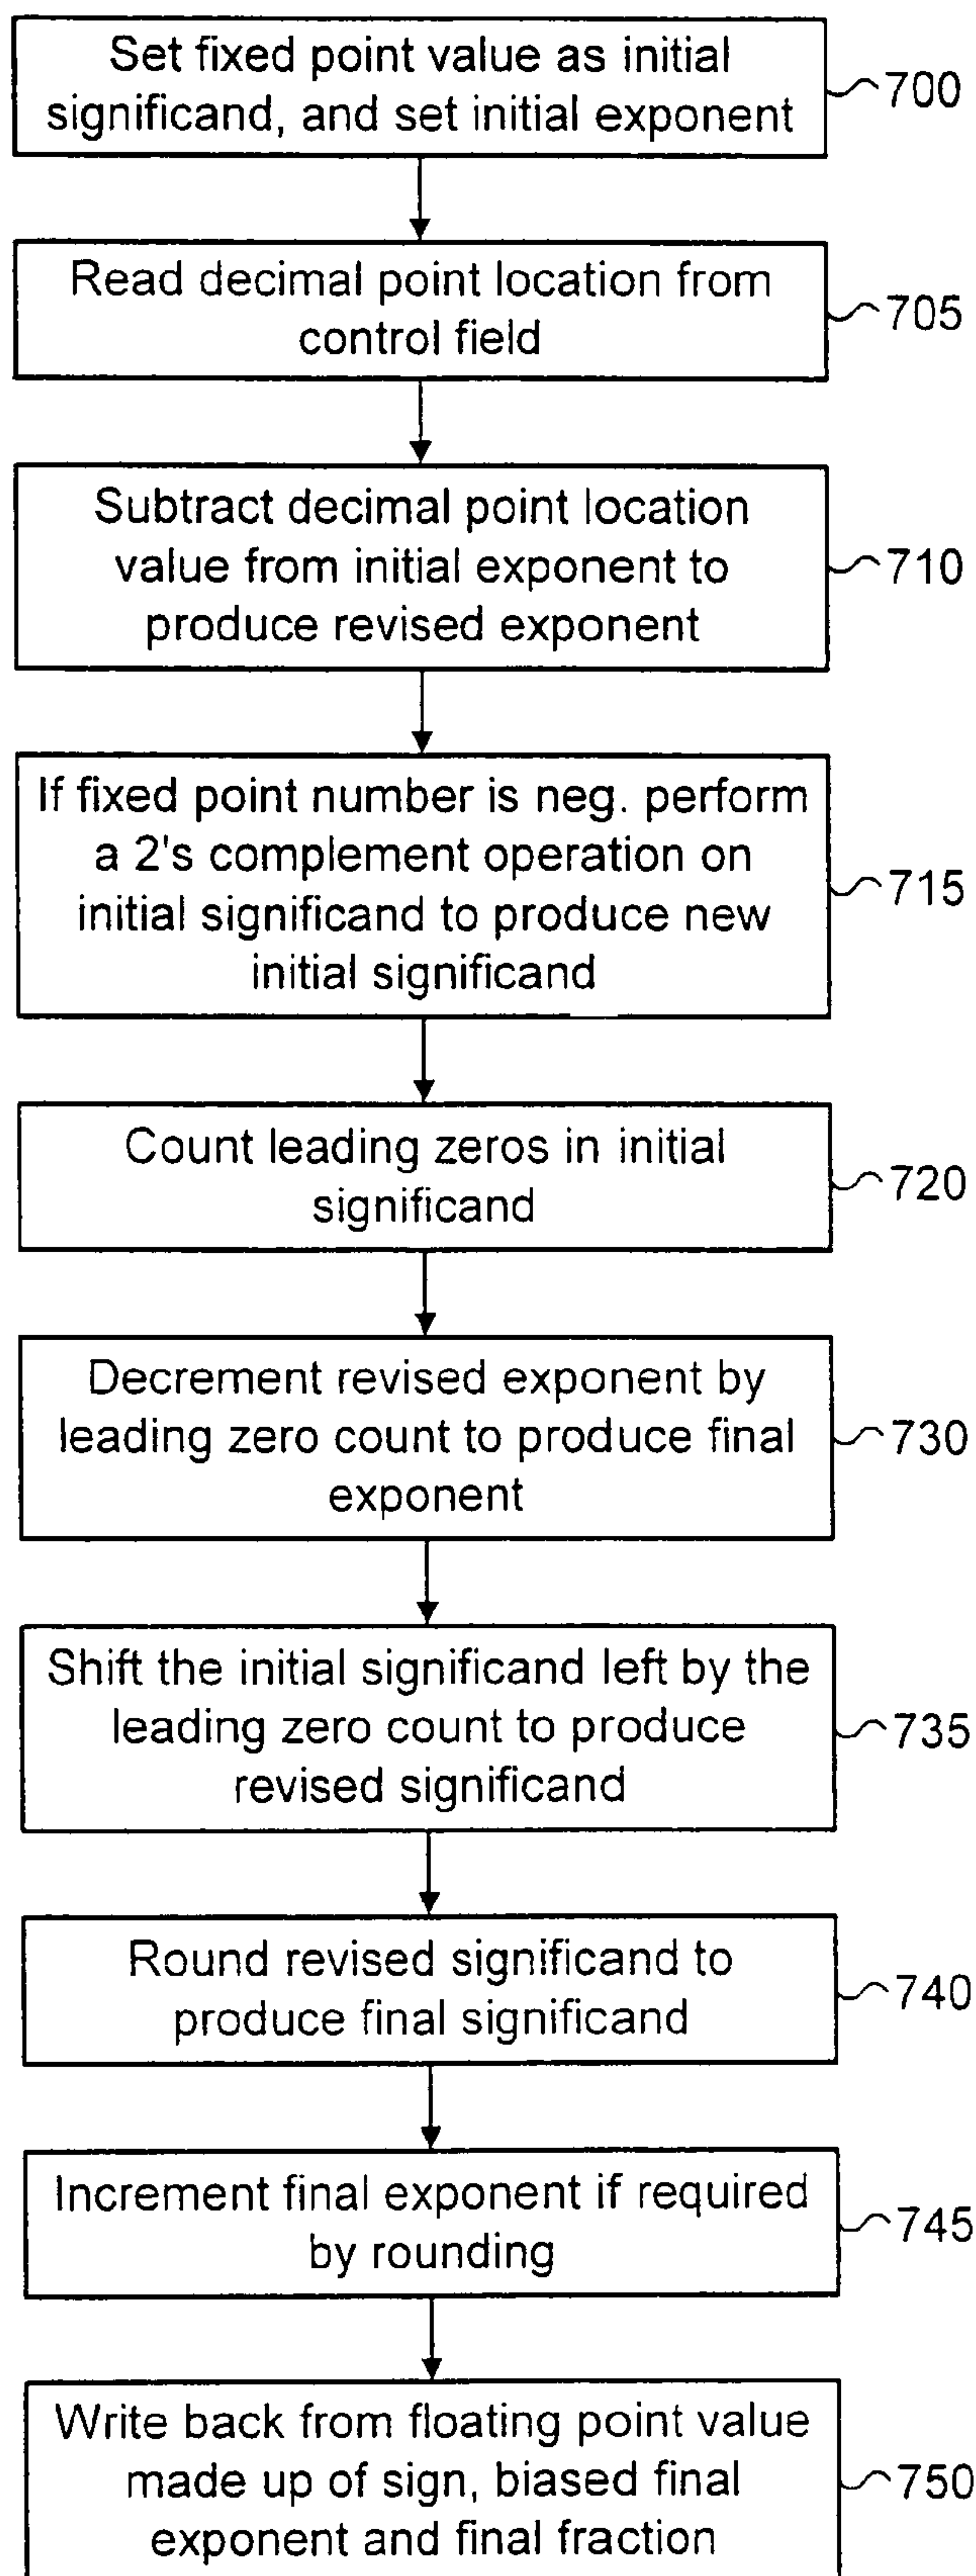 Set fixed point value as initial
significand, and set initial exponent
700
Read decimal point location from
control field
705
Subtract decimal point location
value from initial exponent to
produce revised exponent
710
If fixed point number is neg. perform
a 2's complement operation on
initial significand to produce new
initial significand
715
Count leading zeros in initial
significand
720
Decrement revised exponent by
leading zero count to produce final
exponent
730
Shift the initial significand left by the
leading zero count to produce
revised significand
735
Round revised significand to
produce final significand
740
Increment final exponent if required
by rounding
745
Write back from floating point value
made up of sign, biased final
exponent and final fraction
750